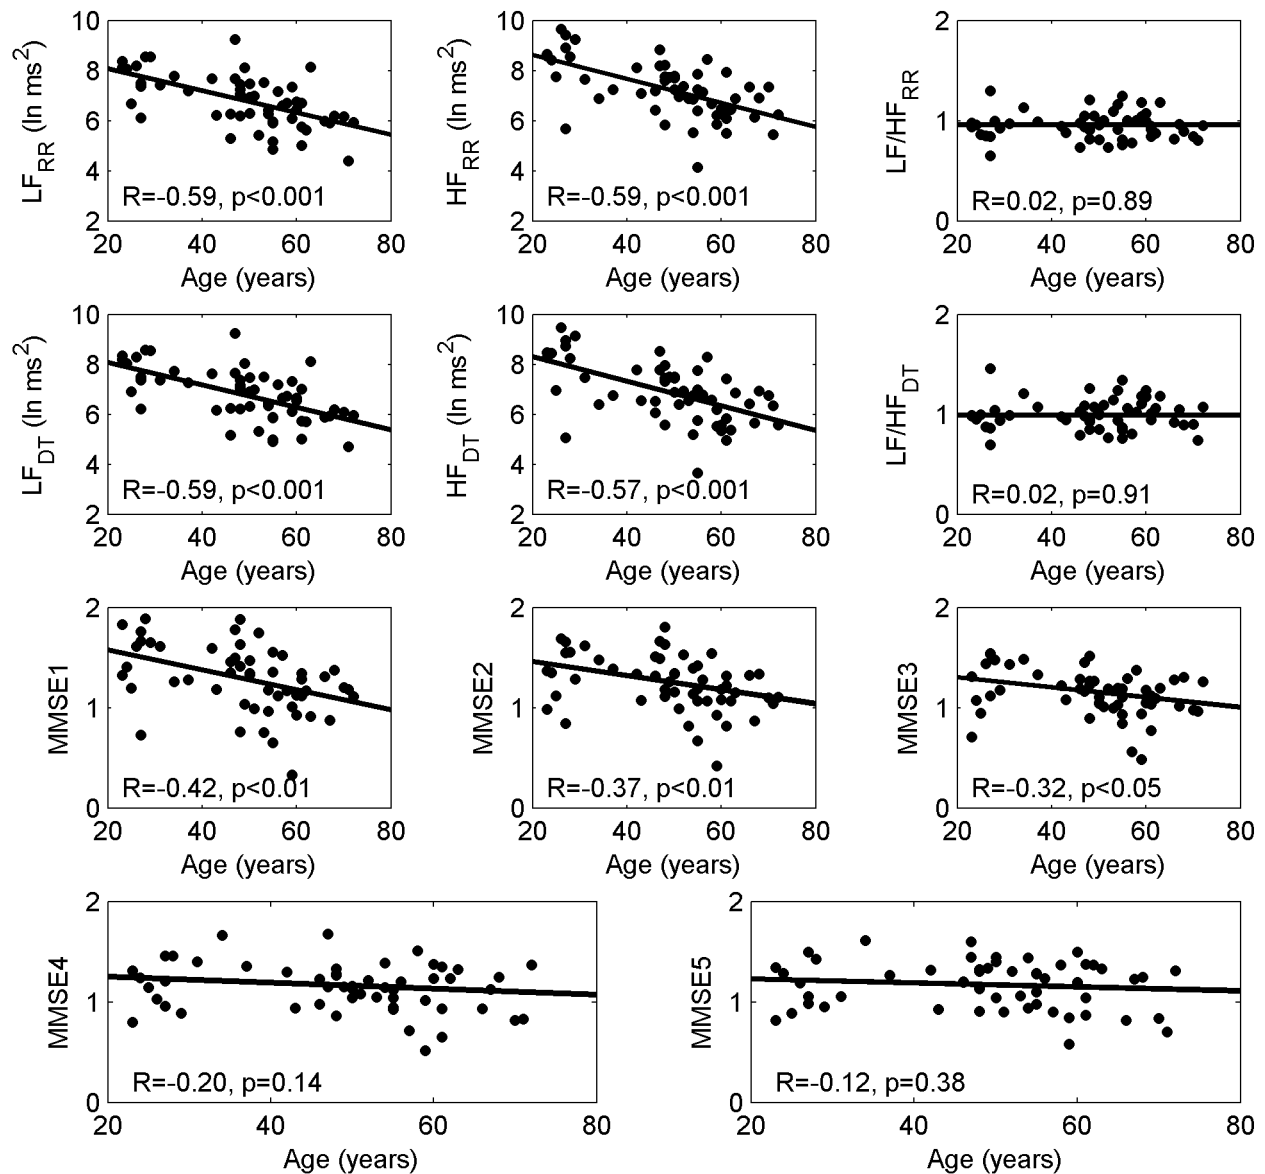 10
8
6
4
2
LF_RR (ln ms²)
R=-0.59, p<0.001
20 40 60 80
Age (years)
10
8
6
4
2
HF_RR (ln ms²)
R=-0.59, p<0.001
20 40 60 80
Age (years)
2
1
0
LF/HF_RR
R=0.02, p=0.89
20 40 60 80
Age (years)
10
8
6
4
2
LF_DT (ln ms²)
R=-0.59, p<0.001
20 40 60 80
Age (years)
10
8
6
4
2
HF_DT (ln ms²)
R=-0.57, p<0.001
20 40 60 80
Age (years)
2
1
0
LF/HF_DT
R=0.02, p=0.91
20 40 60 80
Age (years)
2
1
0
MMSE1
R=-0.42, p<0.01
20 40 60 80
Age (years)
2
1
0
MMSE2
R=-0.37, p<0.01
20 40 60 80
Age (years)
2
1
0
MMSE3
R=-0.32, p<0.05
20 40 60 80
Age (years)
2
1
0
MMSE4
R=-0.20, p=0.14
20 40 60 80
Age (years)
2
1
0
MMSE5
R=-0.12, p=0.38
20 40 60 80
Age (years)